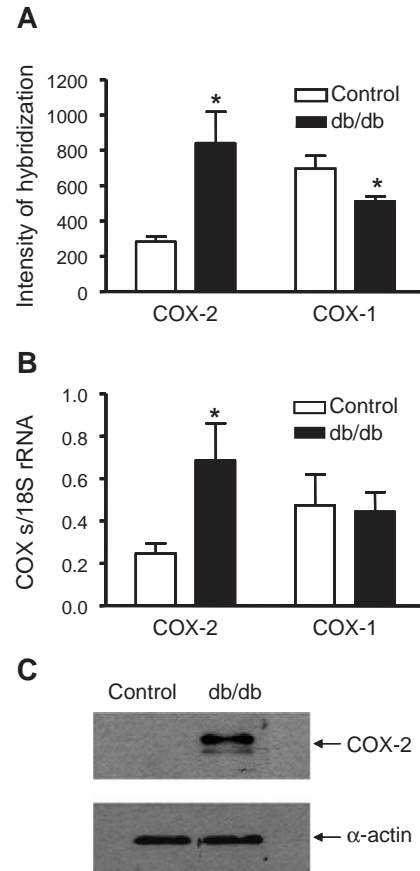 A
Intensity of hybridization
1200
1000
800
600
400
200
0
*
*
Control
db/db
COX-2 COX-1
B
COX s/18S rRNA
1.0
0.8
0.6
0.4
0.2
0.0
*
Control
db/db
COX-2 COX-1
C
Control db/db
COX-2
α-actin